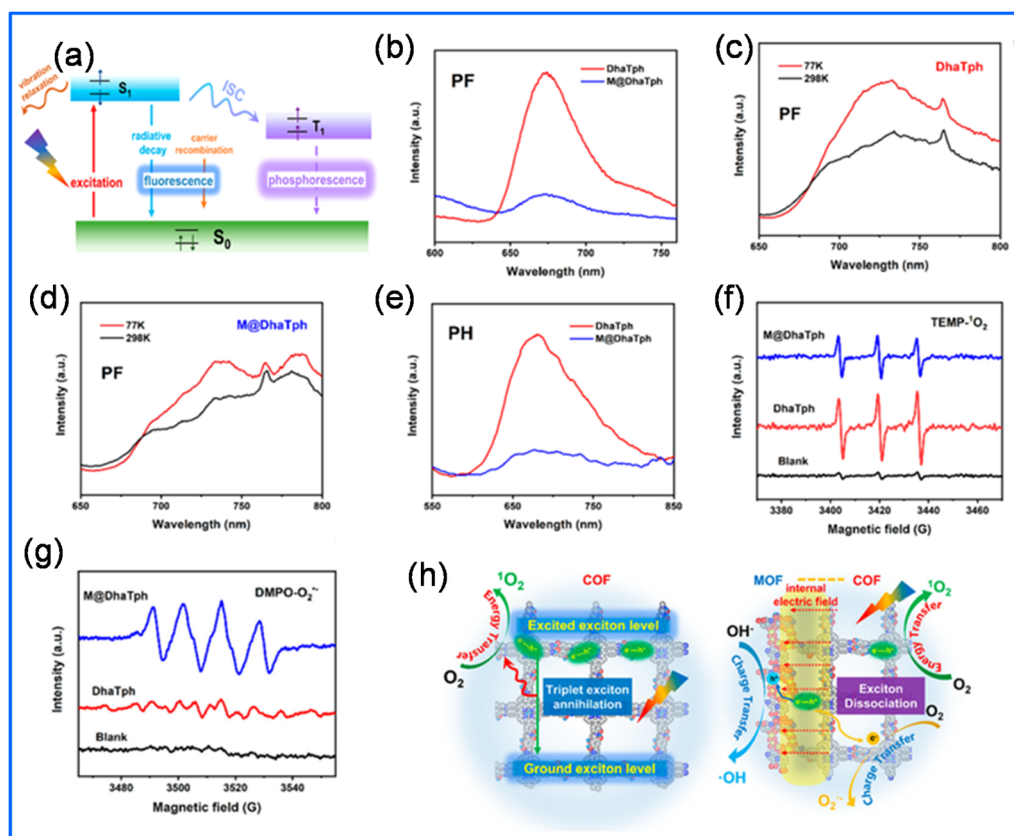 (a)
vibration
relaxation
S1
ISC
T1
radiative
decay
carrier
recombination
excitation
fluorescence
phosphorescence
S0
(b)
PF
DhaTph
M@DhaTph
Intensity (a.u.)
600 650 700 750
Wavelength (nm)
(c)
77K
298K
DhaTph
PF
Intensity (a.u.)
650 700 750 800
Wavelength (nm)
(d)
77K
298K
M@DhaTph
PF
Intensity (a.u.)
650 700 750 800
Wavelength (nm)
(e)
PH
DhaTph
M@DhaTph
Intensity (a.u.)
550 600 650 700 750 800 850
Wavelength (nm)
(f)
TEMP-¹O₂
M@DhaTph
DhaTph
Blank
Intensity (a.u.)
3380 3400 3420 3440 3460
Magnetic field (G)
(g)
DMPO-O₂•⁻
M@DhaTph
DhaTph
Blank
Intensity (a.u.)
3480 3500 3520 3540
Magnetic field (G)
(h)
¹O₂
COF
Energy Transfer
O₂
Excited exciton level
e⁻–h⁺
e⁻–h⁺
e⁻–h⁺
Triplet exciton
annihilation
Ground exciton level
MOF
COF
internal
electric field
¹O₂
OH⁻
Energy Transfer
e⁻–h⁺
O₂
Charge Transfer
h⁺
e⁻–h⁺
Exciton
Dissociation
O₂
e⁻
Charge Transfer
·OH
O₂·⁻